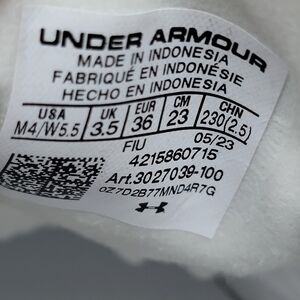 UNDER ARMOUR
MADE IN INDONESIA
FABRIQUÉ EN INDONÉSIE
HECHO EN INDONESIA
USA UK EUR CM CHN
M4/W5.5 3.5 36 23 230(2.5)
FIU 05/23
4215860715
Art.3027039-100
0Z7D2B77MND4R7G